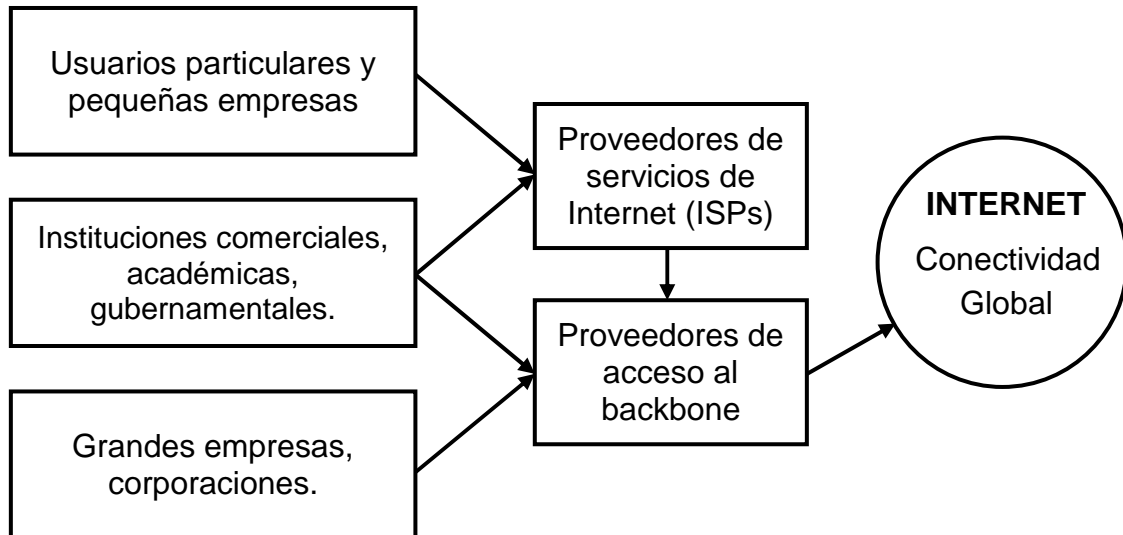 Usuarios particulares y
pequeñas empresas
Instituciones comerciales,
académicas,
gubernamentales.
Grandes empresas,
corporaciones.
Proveedores de
servicios de
Internet (ISPs)
Proveedores de
acceso al
backbone
INTERNET
Conectividad
Global